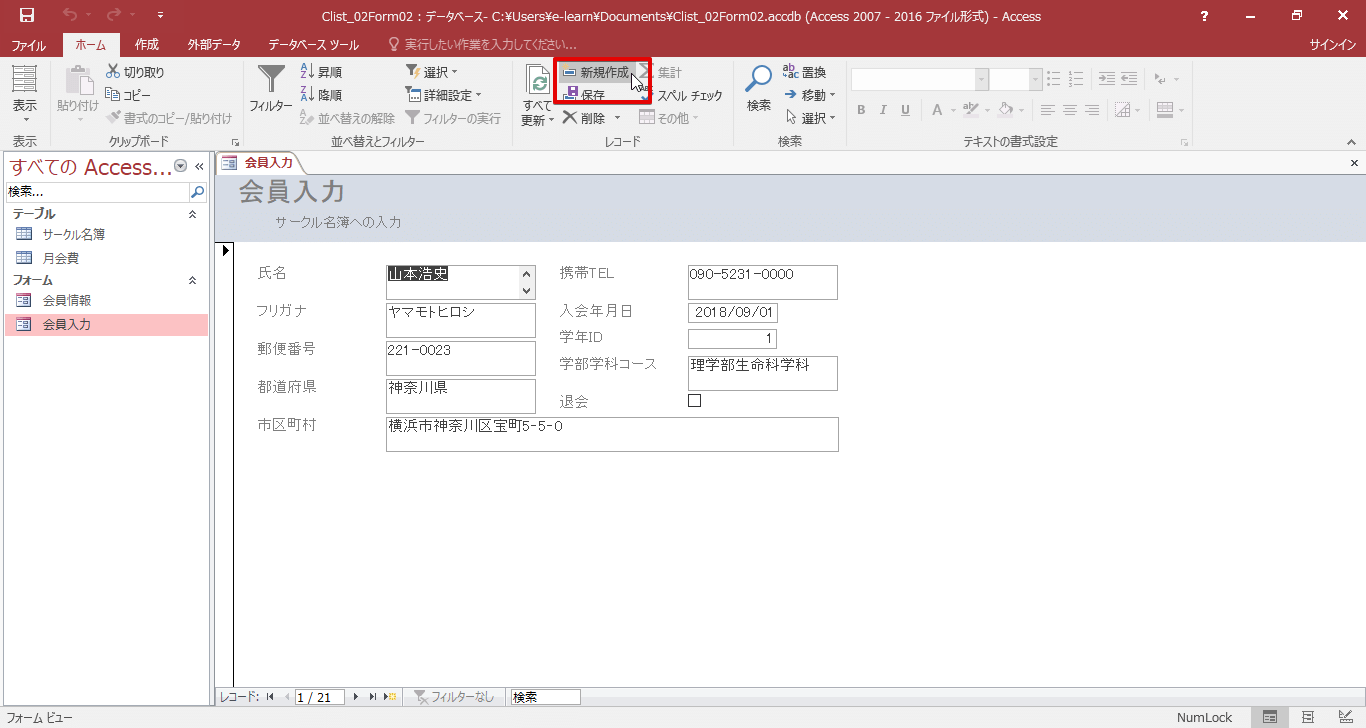 Clist_02Form02 : データベース- C:¥Users¥e-learn¥Documents¥Clist_02Form02.accdb (Access 2007 - 2016 ファイル形式) - Access
?
ファイル ホーム 作成 外部データ データベース ツール 実行したい作業を入力してください... サインイン
表示
表示
貼り付け
切り取り
コピー
書式のコピー/貼り付け
クリップボード
フィルター
昇順
降順
並べ替えの解除
選択
詳細設定
フィルターの実行
並べ替えとフィルター
すべて
更新
新規作成
保存
削除
集計
スペル チェック
その他
レコード
検索
置換
移動
選択
検索
B I U A
テキストの書式設定
すべての Access...
検索...
テーブル
サークル名簿
月会費
フォーム
会員情報
会員入力
会員入力
会員入力
サークル名簿への入力
氏名 山本浩史 携帯TEL 090-5231-0000
フリガナ ヤマモトヒロシ 入会年月日 2018/09/01
学年ID 1
郵便番号 221-0023 学部学科コース 理学部生命科学科
都道府県 神奈川県 退会
市区町村 横浜市神奈川区宝町5-5-0
レコード: 1 / 21 フィルターなし 検索
フォーム ビュー NumLock